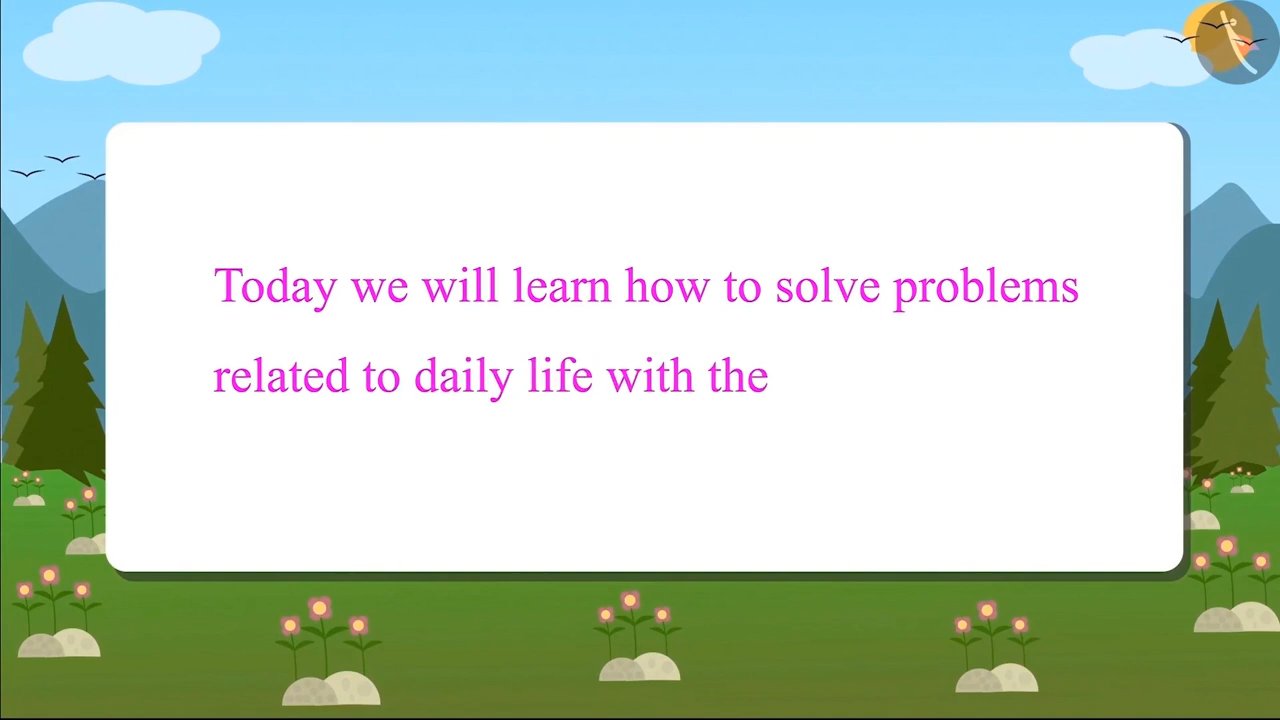 Today we will learn how to solve problems
related to daily life with the